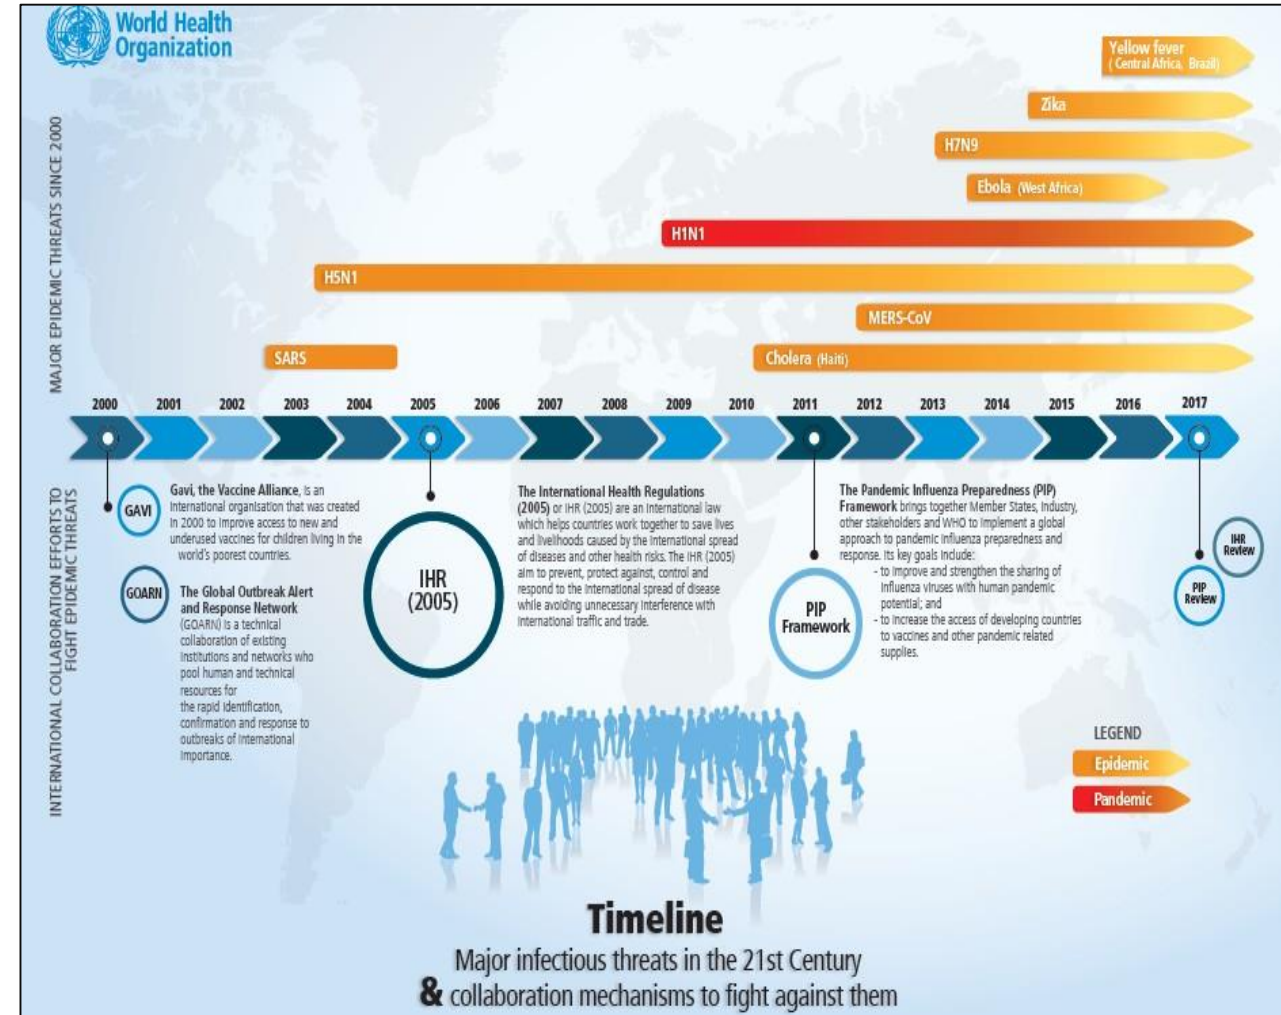 World Health
Organization
MAJOR EPIDEMIC THREATS SINCE 2000
Yellow fever
(Central Africa, Brazil)
Zika
H7N9
Ebola (West Africa)
H1N1
H5N1
MERS-CoV
SARS
Cholera (Haiti)
2000 2001 2002 2003 2004 2005 2006 2007 2008 2009 2010 2011 2012 2013 2014 2015 2016 2017
INTERNATIONAL COLLABORATION EFFORTS TO
FIGHT EPIDEMIC THREATS
GAVI
Gavi, the Vaccine Alliance, is an
international organisation that was created
in 2000 to improve access to new and
underused vaccines for children living in the
world's poorest countries.
GOARN
The Global Outbreak Alert
and Response Network
(GOARN) is a technical
collaboration of existing
institutions and networks who
pool human and technical
resources for
the rapid identification,
confirmation and response to
outbreaks of international
importance.
IHR
(2005)
The International Health Regulations
(2005) or IHR (2005) are an international law
which helps countries work together to save lives
and livelihoods caused by the international spread
of diseases and other health risks. The IHR (2005)
aim to prevent, protect against, control and
respond to the international spread of disease
while avoiding unnecessary interference with
international traffic and trade.
PIP
Framework
The Pandemic Influenza Preparedness (PIP)
Framework brings together Member States, industry,
other stakeholders and WHO to implement a global
approach to pandemic influenza preparedness and
response. Its key goals include:
- to improve and strengthen the sharing of
influenza viruses with human pandemic
potential; and
- to increase the access of developing countries
to vaccines and other pandemic related
supplies.
IHR
Review
PIP
Review
LEGEND
Epidemic
Pandemic
Timeline
Major infectious threats in the 21st Century
& collaboration mechanisms to fight against them